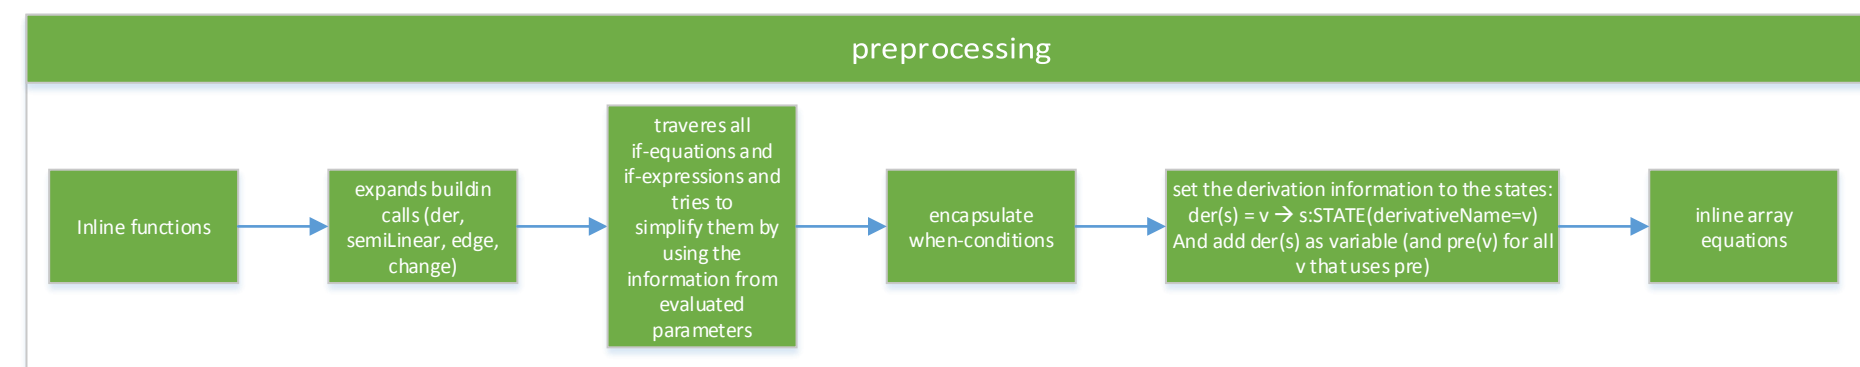 preprocessing
Inline functions
expands buildin
calls (der,
semiLinear, edge,
change)
traveres all
if-equations and
if-expressions and
tries to
simplify them by
using the
information from
evaluated
parameters
encapsulate
when-conditions
set the derivation information to the states:
der(s) = v → s:STATE(derivativeName=v)
And add der(s) as variable (and pre(v) for all
v that uses pre)
inline array
equations